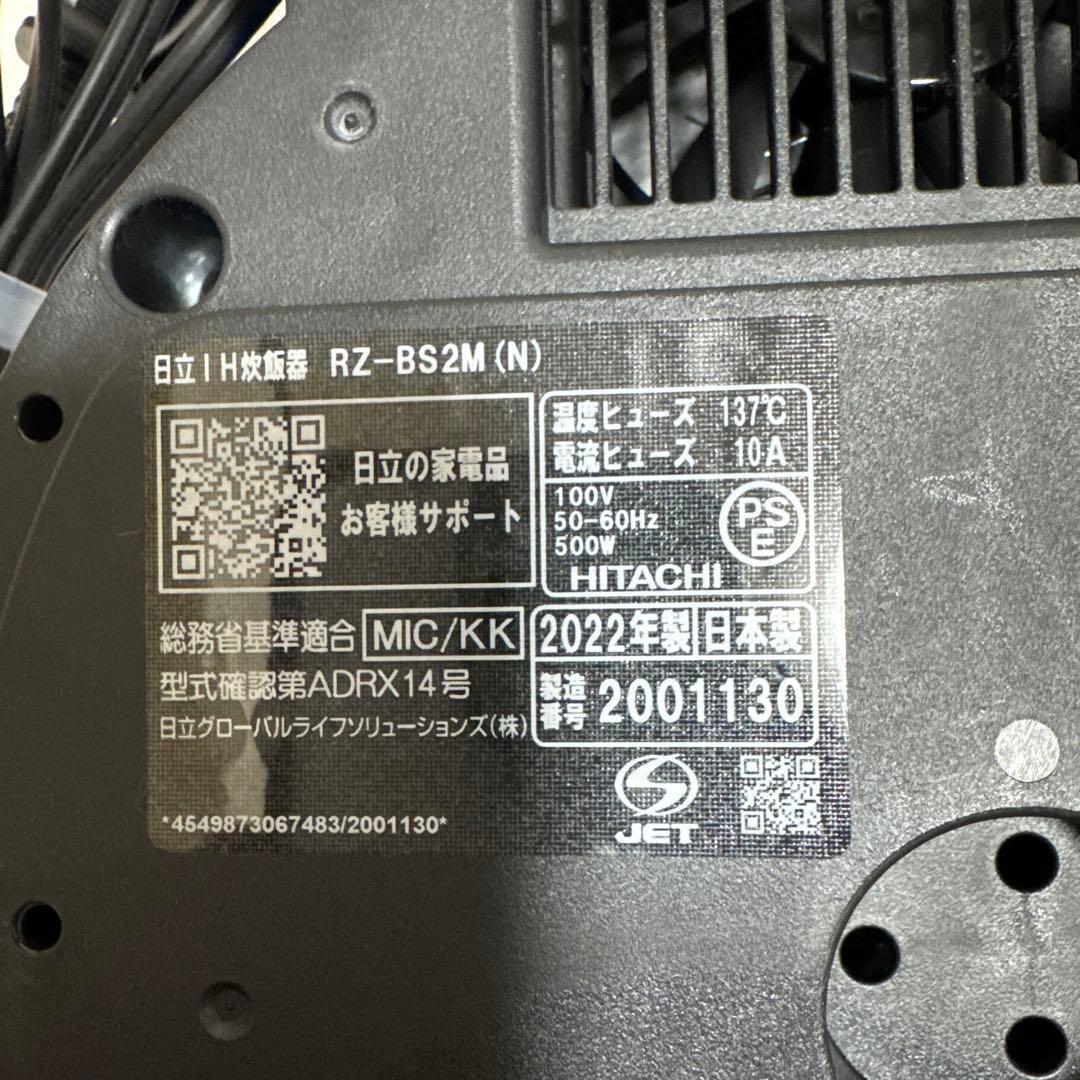 日立IH炊飯器 RZ-BS2M(N)
日立の家電品
お客様サポート
温度ヒューズ 137℃
電流ヒューズ 10A
100V
50-60Hz
500W
PS
E
HITACHI
総務省基準適合 MIC/KK
型式確認第ADRX14号
日立グローバルライフソリューションズ(株)
2022年製 日本製
製造
番号 2001130
*4549873067483/2001130*
S
JET